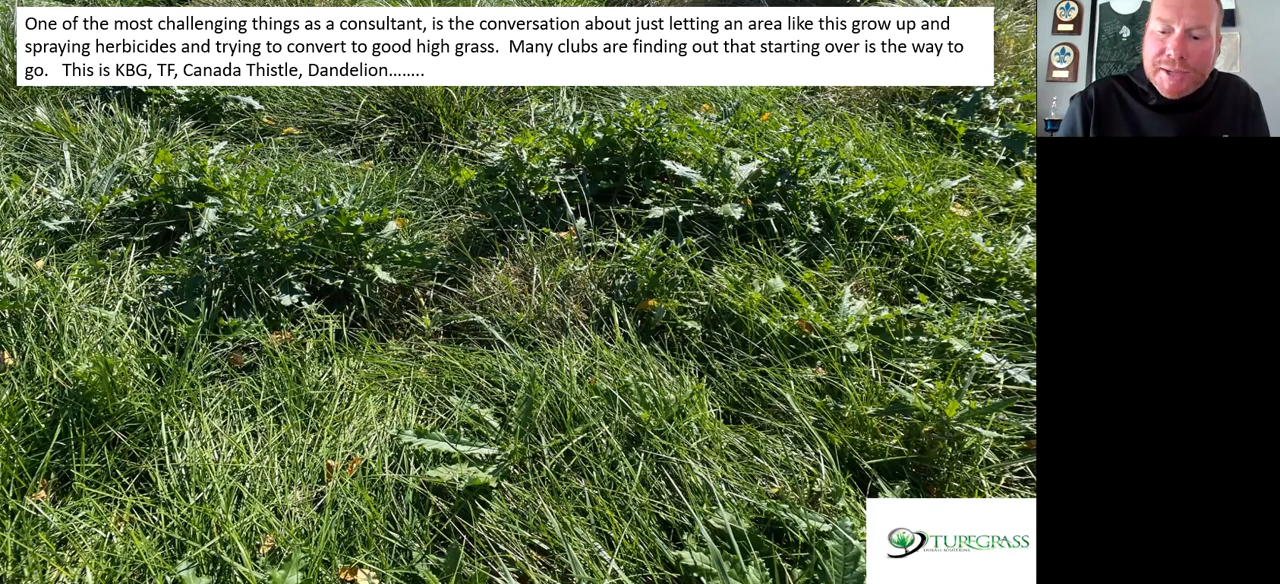 One of the most challenging things as a consultant, is the conversation about just letting an area like this grow up and
spraying herbicides and trying to convert to good high grass.  Many clubs are finding out that starting over is the way to
go.   This is KBG, TF, Canada Thistle, Dandelion……..
TURFGRASS